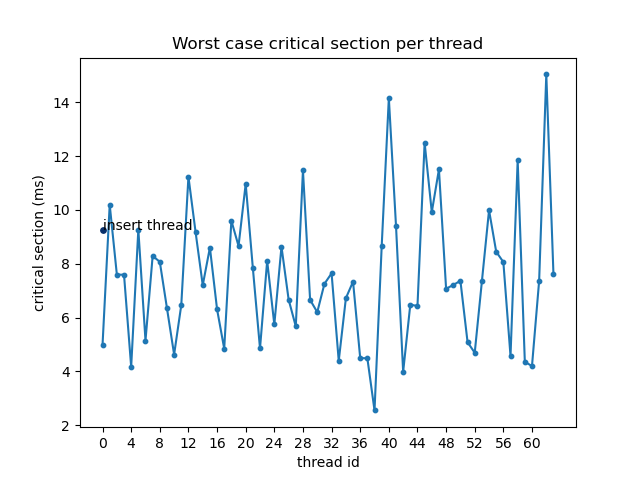 Worst case critical section per thread
critical section (ms)
14
12
10
8
6
4
2
insert thread
0 4 8 12 16 20 24 28 32 36 40 44 48 52 56 60
thread id